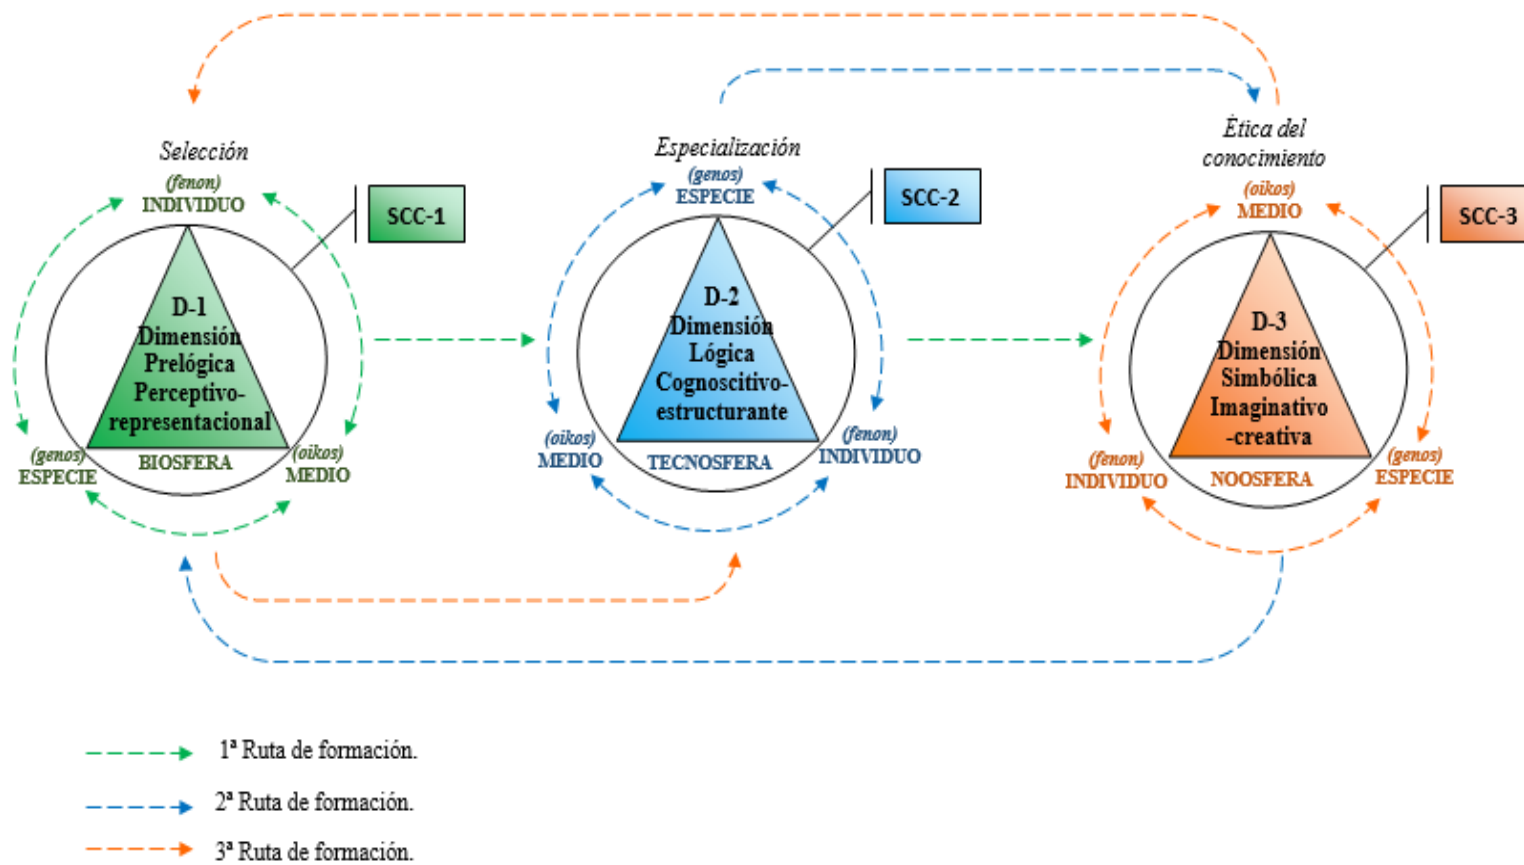 Selección
(fenon)
INDIVIDUO
SCC-1
D-1
Dimensión
Prelógica
Perceptivo-
representacional
(genos)
ESPECIE
BIOSFERA
(oikos)
MEDIO
Especialización
(genos)
ESPECIE
SCC-2
D-2
Dimensión
Lógica
Cognoscitivo-
estructurante
(oikos)
MEDIO
TECNOSFERA
(fenon)
INDIVIDUO
Ética del
conocimiento
(oikos)
MEDIO
SCC-3
D-3
Dimensión
Simbólica
Imaginativo
-creativa
(fenon)
INDIVIDUO
NOOSFERA
(genos)
ESPECIE
1ª Ruta de formación.
2ª Ruta de formación.
3ª Ruta de formación.